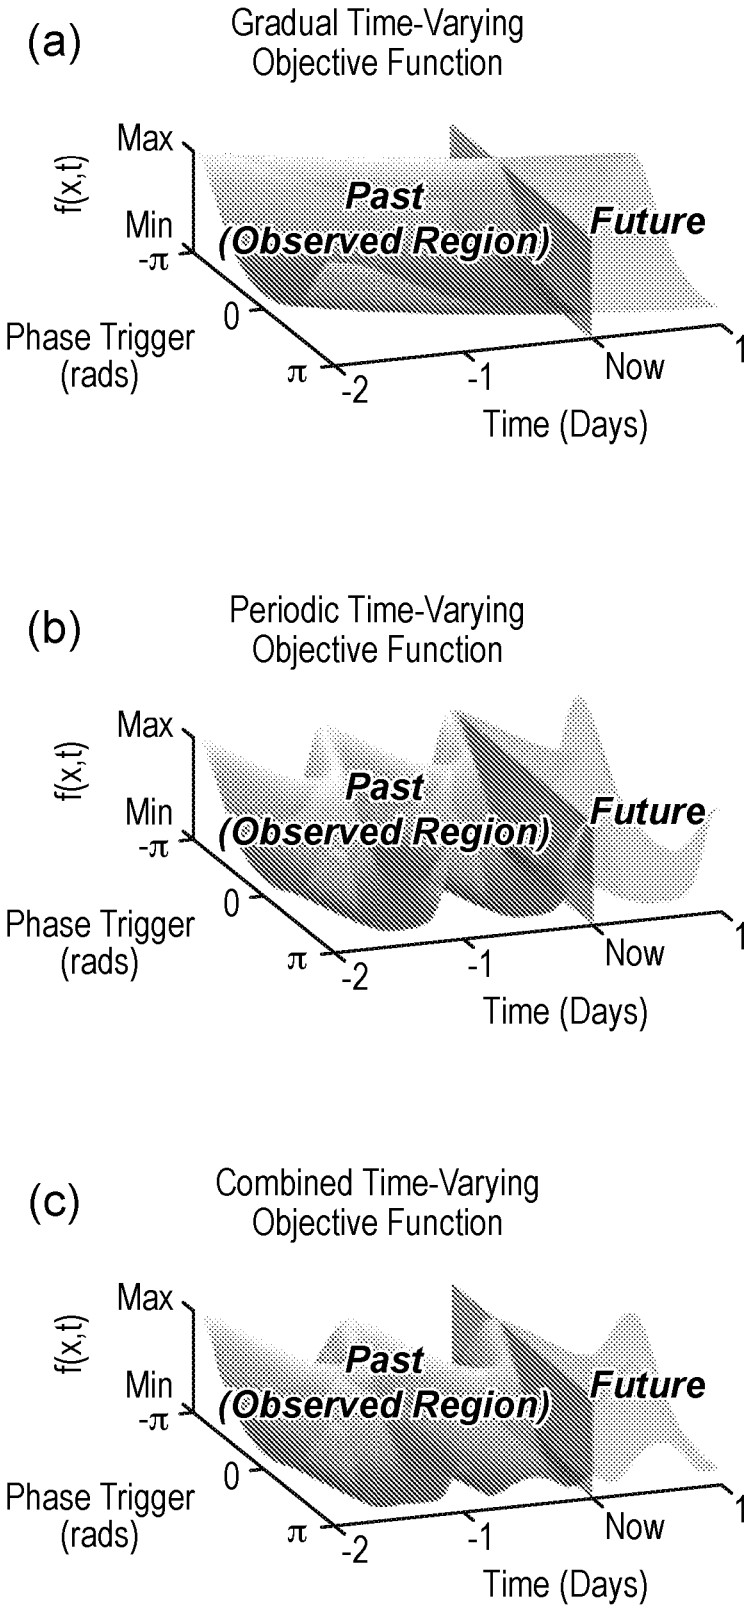 (a)
Gradual Time-Varying
Objective Function
f(x,t)
Max
Min
-π
0
π
Phase Trigger
(rads)
Past
(Observed Region)
Future
-2
-1
Now
1
Time (Days)
(b)
Periodic Time-Varying
Objective Function
f(x,t)
Max
Min
-π
0
π
Phase Trigger
(rads)
Past
(Observed Region)
Future
-2
-1
Now
1
Time (Days)
(c)
Combined Time-Varying
Objective Function
f(x,t)
Max
Min
-π
0
π
Phase Trigger
(rads)
Past
(Observed Region)
Future
-2
-1
Now
1
Time (Days)